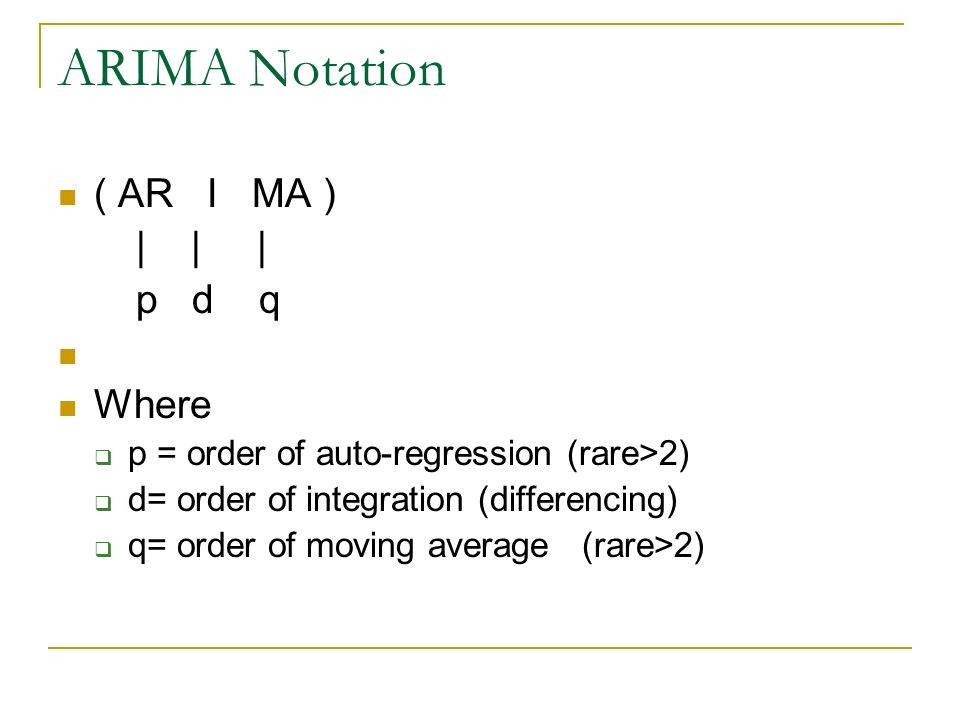 ARIMA Notation
( AR I MA )
| | |
p d q
Where
p = order of auto-regression (rare>2)
d= order of integration (differencing)
q= order of moving average (rare>2)